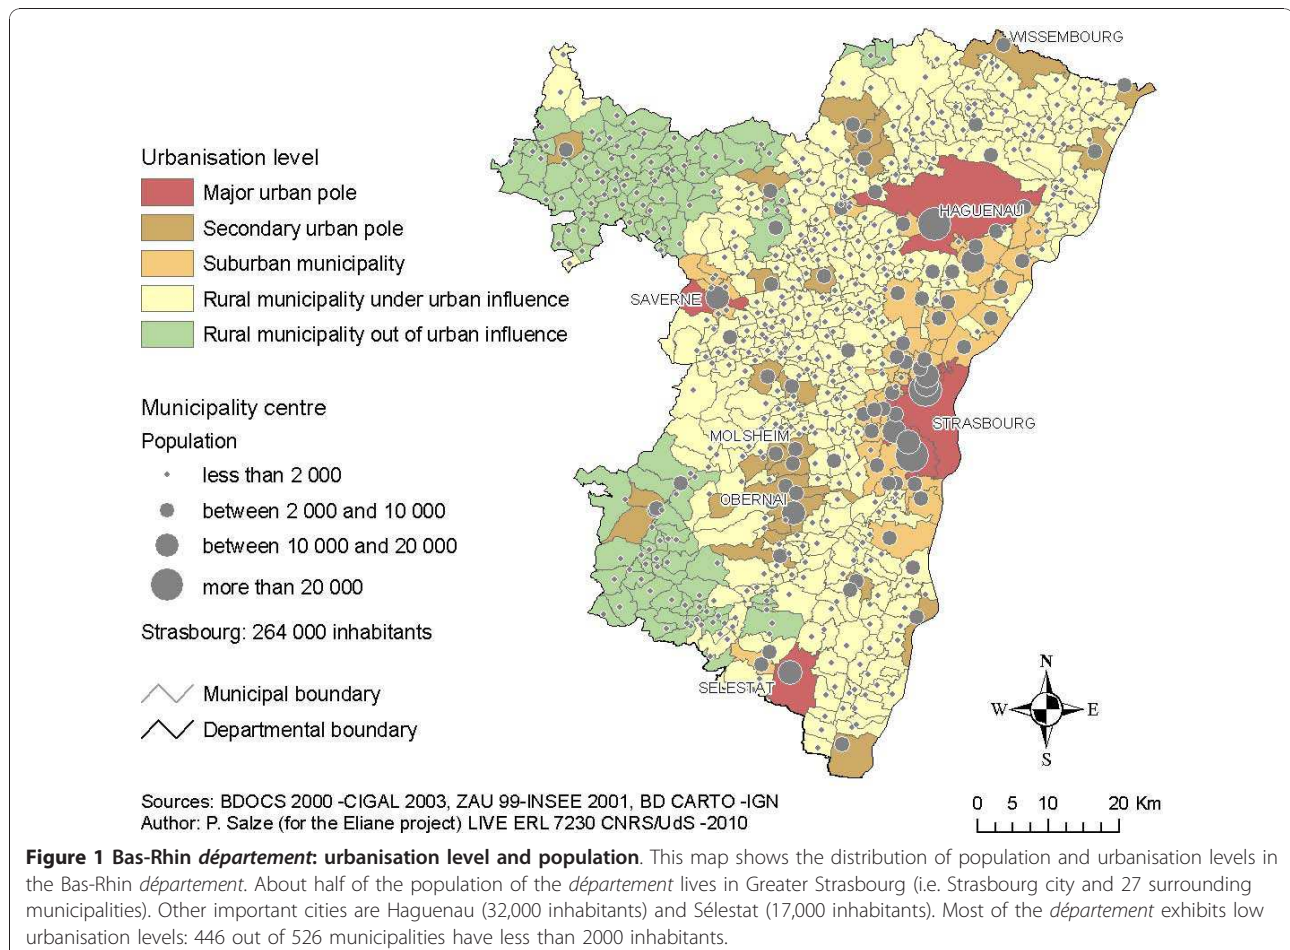 WISSEMBOURG
Urbanisation level
Major urban pole
Secondary urban pole
Suburban municipality
Rural municipality under urban influence
Rural municipality out of urban influence
HAGUENAU
SAVERNE
Municipality centre
Population
less than 2 000
between 2 000 and 10 000
between 10 000 and 20 000
more than 20 000
Strasbourg: 264 000 inhabitants
STRASBOURG
MOLSHEIM
OBERNAI
SELESTAT
Municipal boundary
Departmental boundary
N
W
E
S
Sources: BDOCS 2000 -CIGAL 2003, ZAU 99-INSEE 2001, BD CARTO -IGN
Author: P. Salze (for the Eliane project) LIVE ERL 7230 CNRS/UdS -2010
0 5 10 20 Km
Figure 1 Bas-Rhin département: urbanisation level and population. This map shows the distribution of population and urbanisation levels in
the Bas-Rhin département. About half of the population of the département lives in Greater Strasbourg (i.e. Strasbourg city and 27 surrounding
municipalities). Other important cities are Haguenau (32,000 inhabitants) and Sélestat (17,000 inhabitants). Most of the département exhibits low
urbanisation levels: 446 out of 526 municipalities have less than 2000 inhabitants.